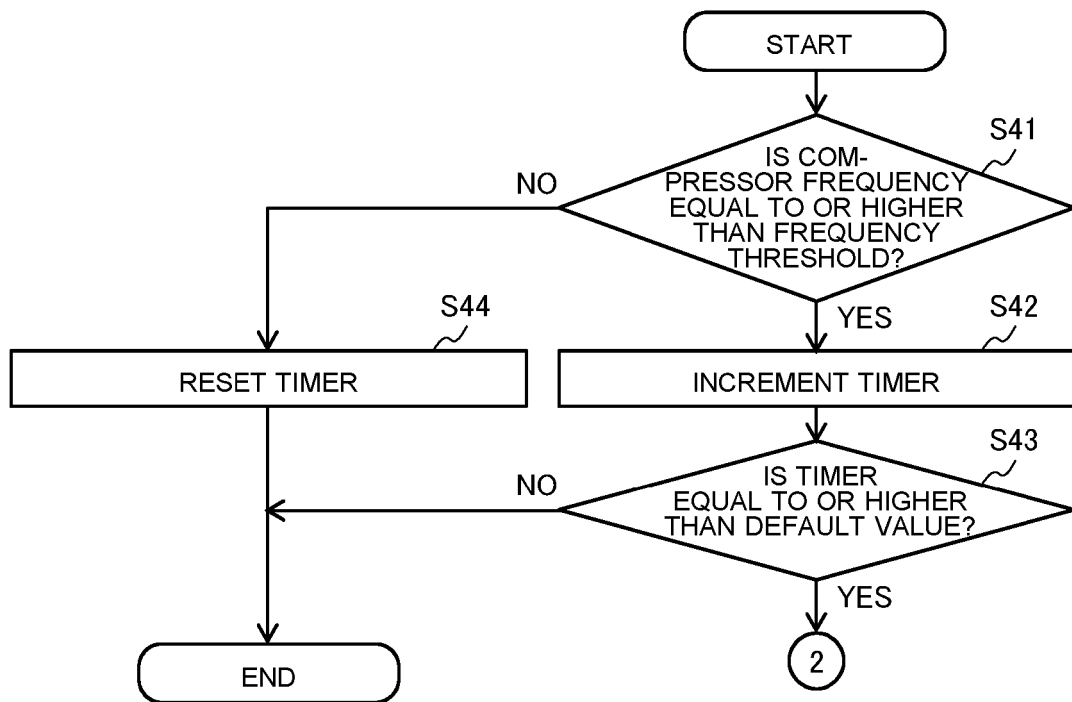 START
S41
IS COM-
PRESSOR FREQUENCY
EQUAL TO OR HIGHER
THAN FREQUENCY
THRESHOLD?
NO
YES
S44
RESET TIMER
S42
INCREMENT TIMER
S43
IS TIMER
EQUAL TO OR HIGHER
THAN DEFAULT VALUE?
NO
YES
END
2